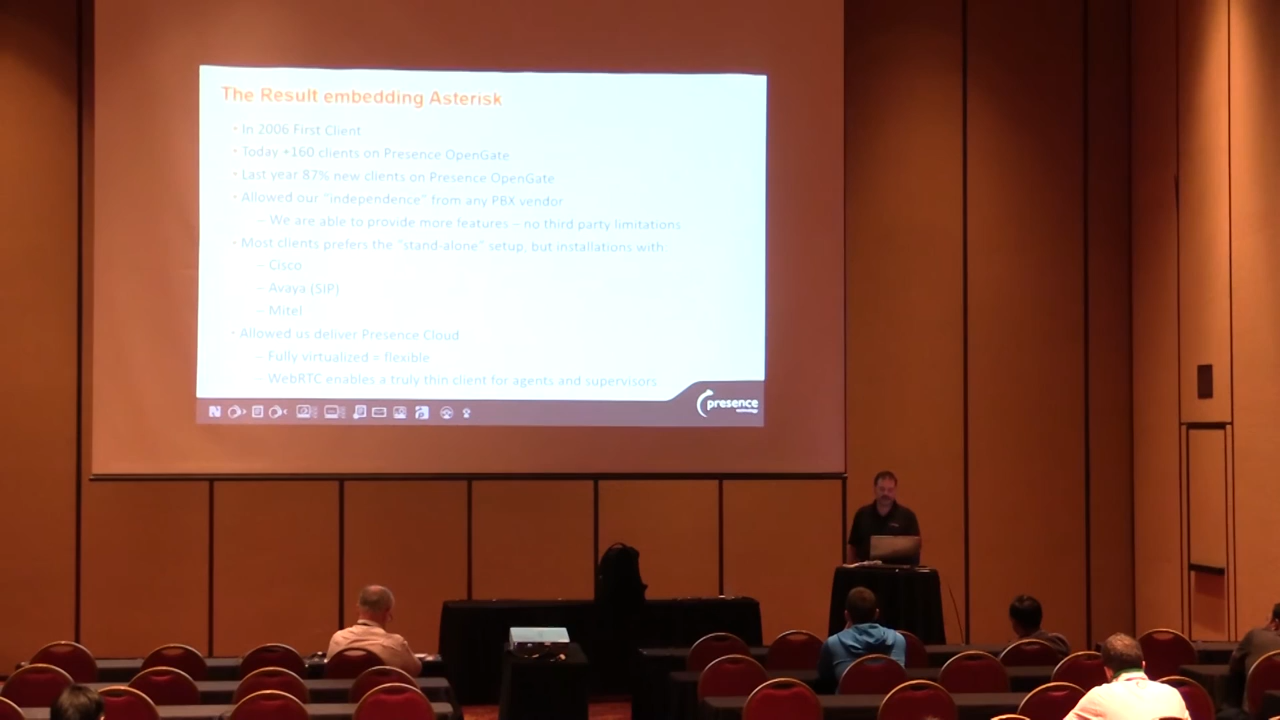 The Result embedding Asterisk
• In 2006 First Client
• Today +160 clients on Presence OpenGate
• Last year 87% new clients on Presence OpenGate
• Allowed our "independence" from any PBX vendor
– We are able to provide more features – no third party limitations
• Most clients prefers the "stand-alone" setup, but installations with
– Cisco
– Avaya (SIP)
– Mitel
• Allowed us deliver Presence Cloud
– Fully virtualized = flexible
– WebRTC enables a truly thin client for agents and supervisors
presence
technology